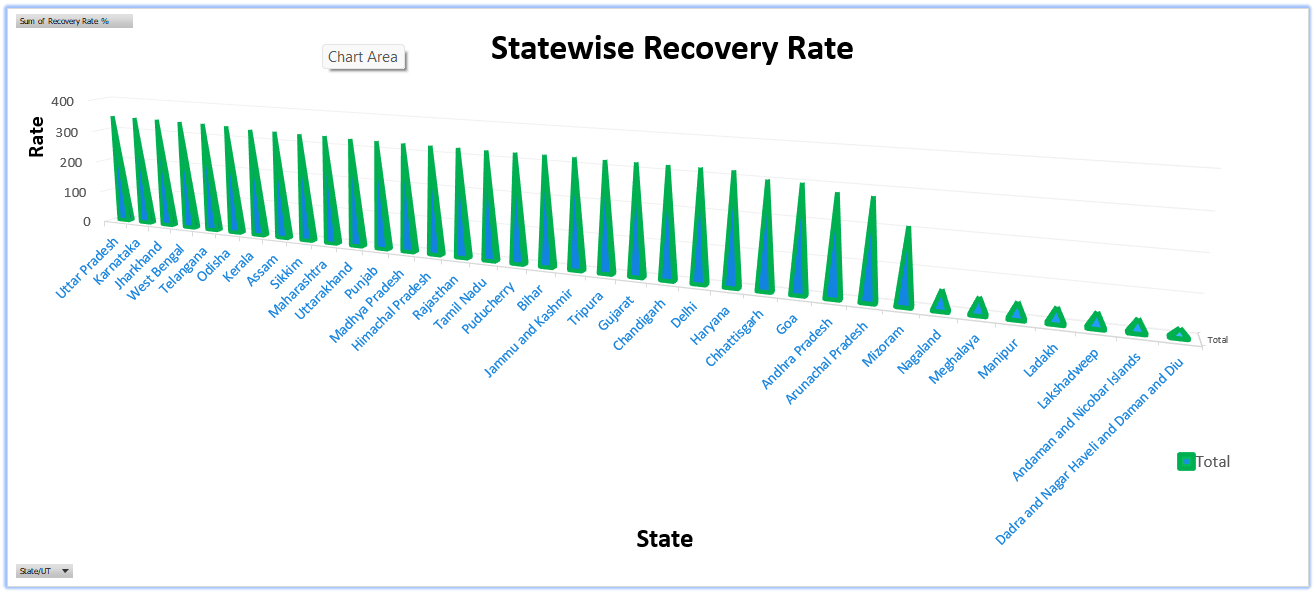 Sum of Recovery Rate %
Chart Area
Statewise Recovery Rate
Rate
400
300
200
100
0
Uttar Pradesh
Karnataka
Jharkhand
West Bengal
Telangana
Odisha
Kerala
Assam
Sikkim
Maharashtra
Uttarakhand
Punjab
Madhya Pradesh
Himachal Pradesh
Rajasthan
Tamil Nadu
Puducherry
Bihar
Jammu and Kashmir
Tripura
Gujarat
Chandigarh
Delhi
Haryana
Chhattisgarh
Goa
Andhra Pradesh
Arunachal Pradesh
Mizoram
Nagaland
Meghalaya
Manipur
Ladakh
Lakshadweep
Andaman and Nicobar Islands
Dadra and Nagar Haveli and Daman and Diu
Total
Total
State
State/UT